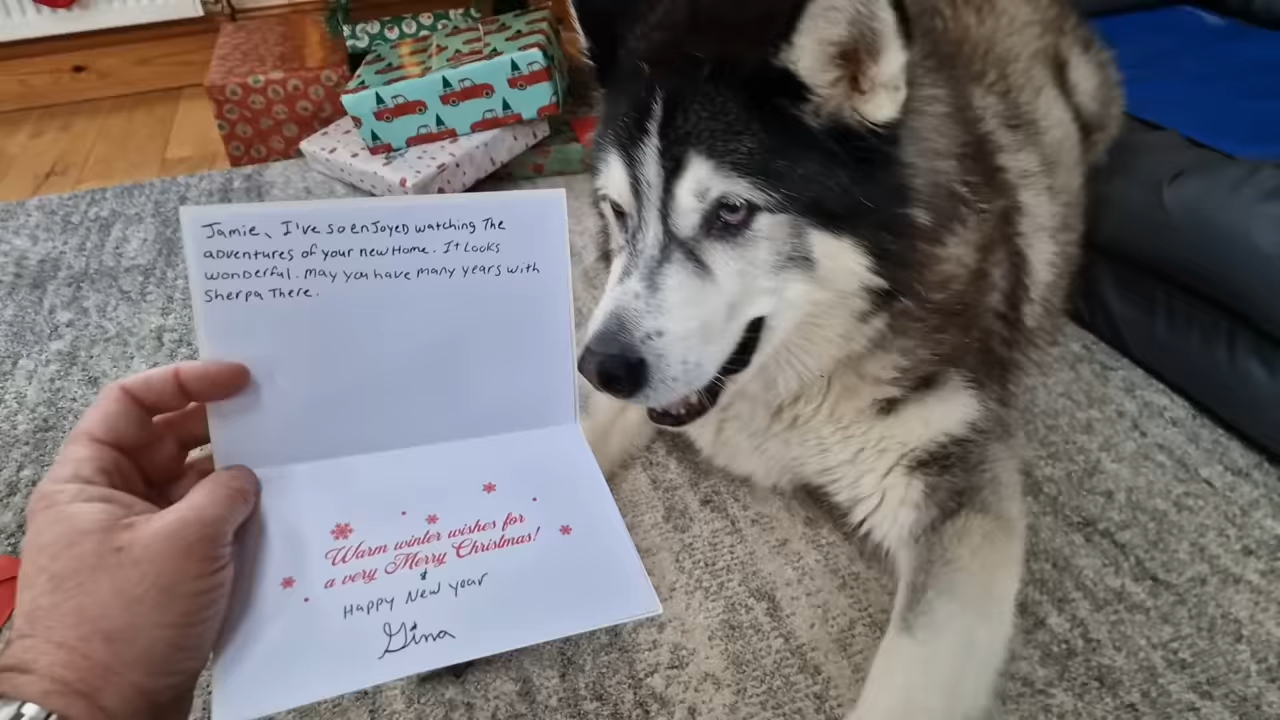 Jamie, I've so enjoyed watching The
adventures of your new Home. It Looks
wonderful. May you have many years with
Sherpa There.
Warm winter wishes for
a very Merry Christmas!
&
Happy New year
Gina